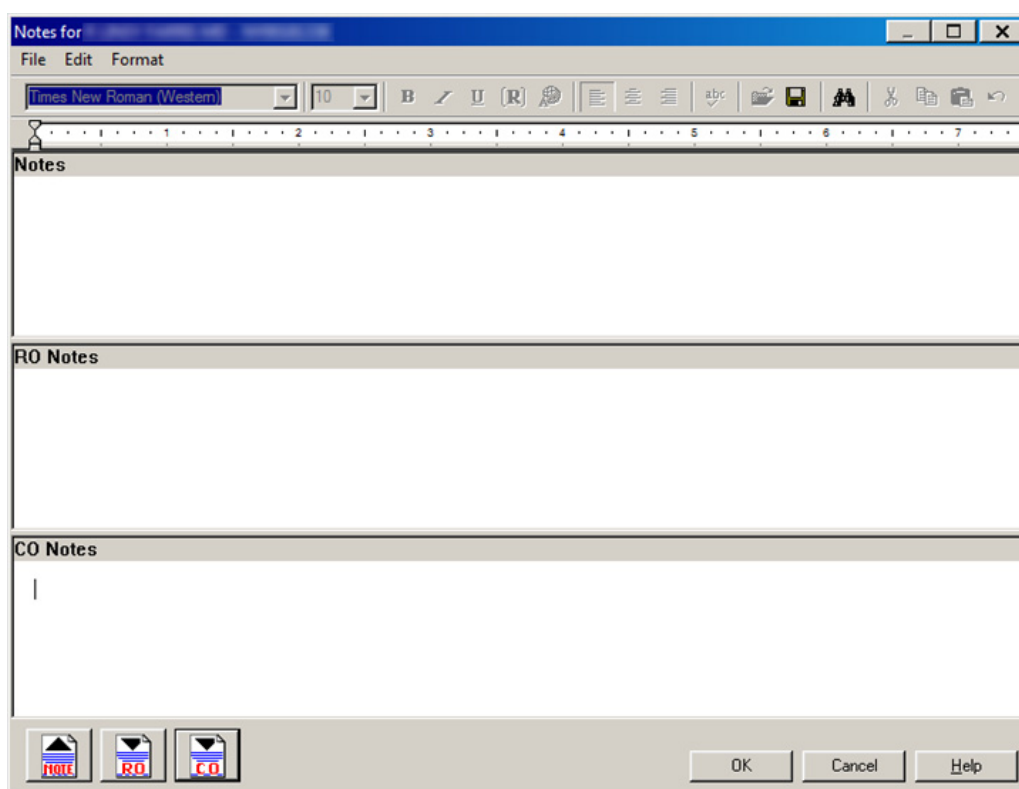 Notes for
File Edit Format
Times New Roman (Western) 10 B I U [R] abc
1 2 3 4 5 6 7
Notes
RO Notes
CO Notes
NOTE RO CO
OK Cancel Help